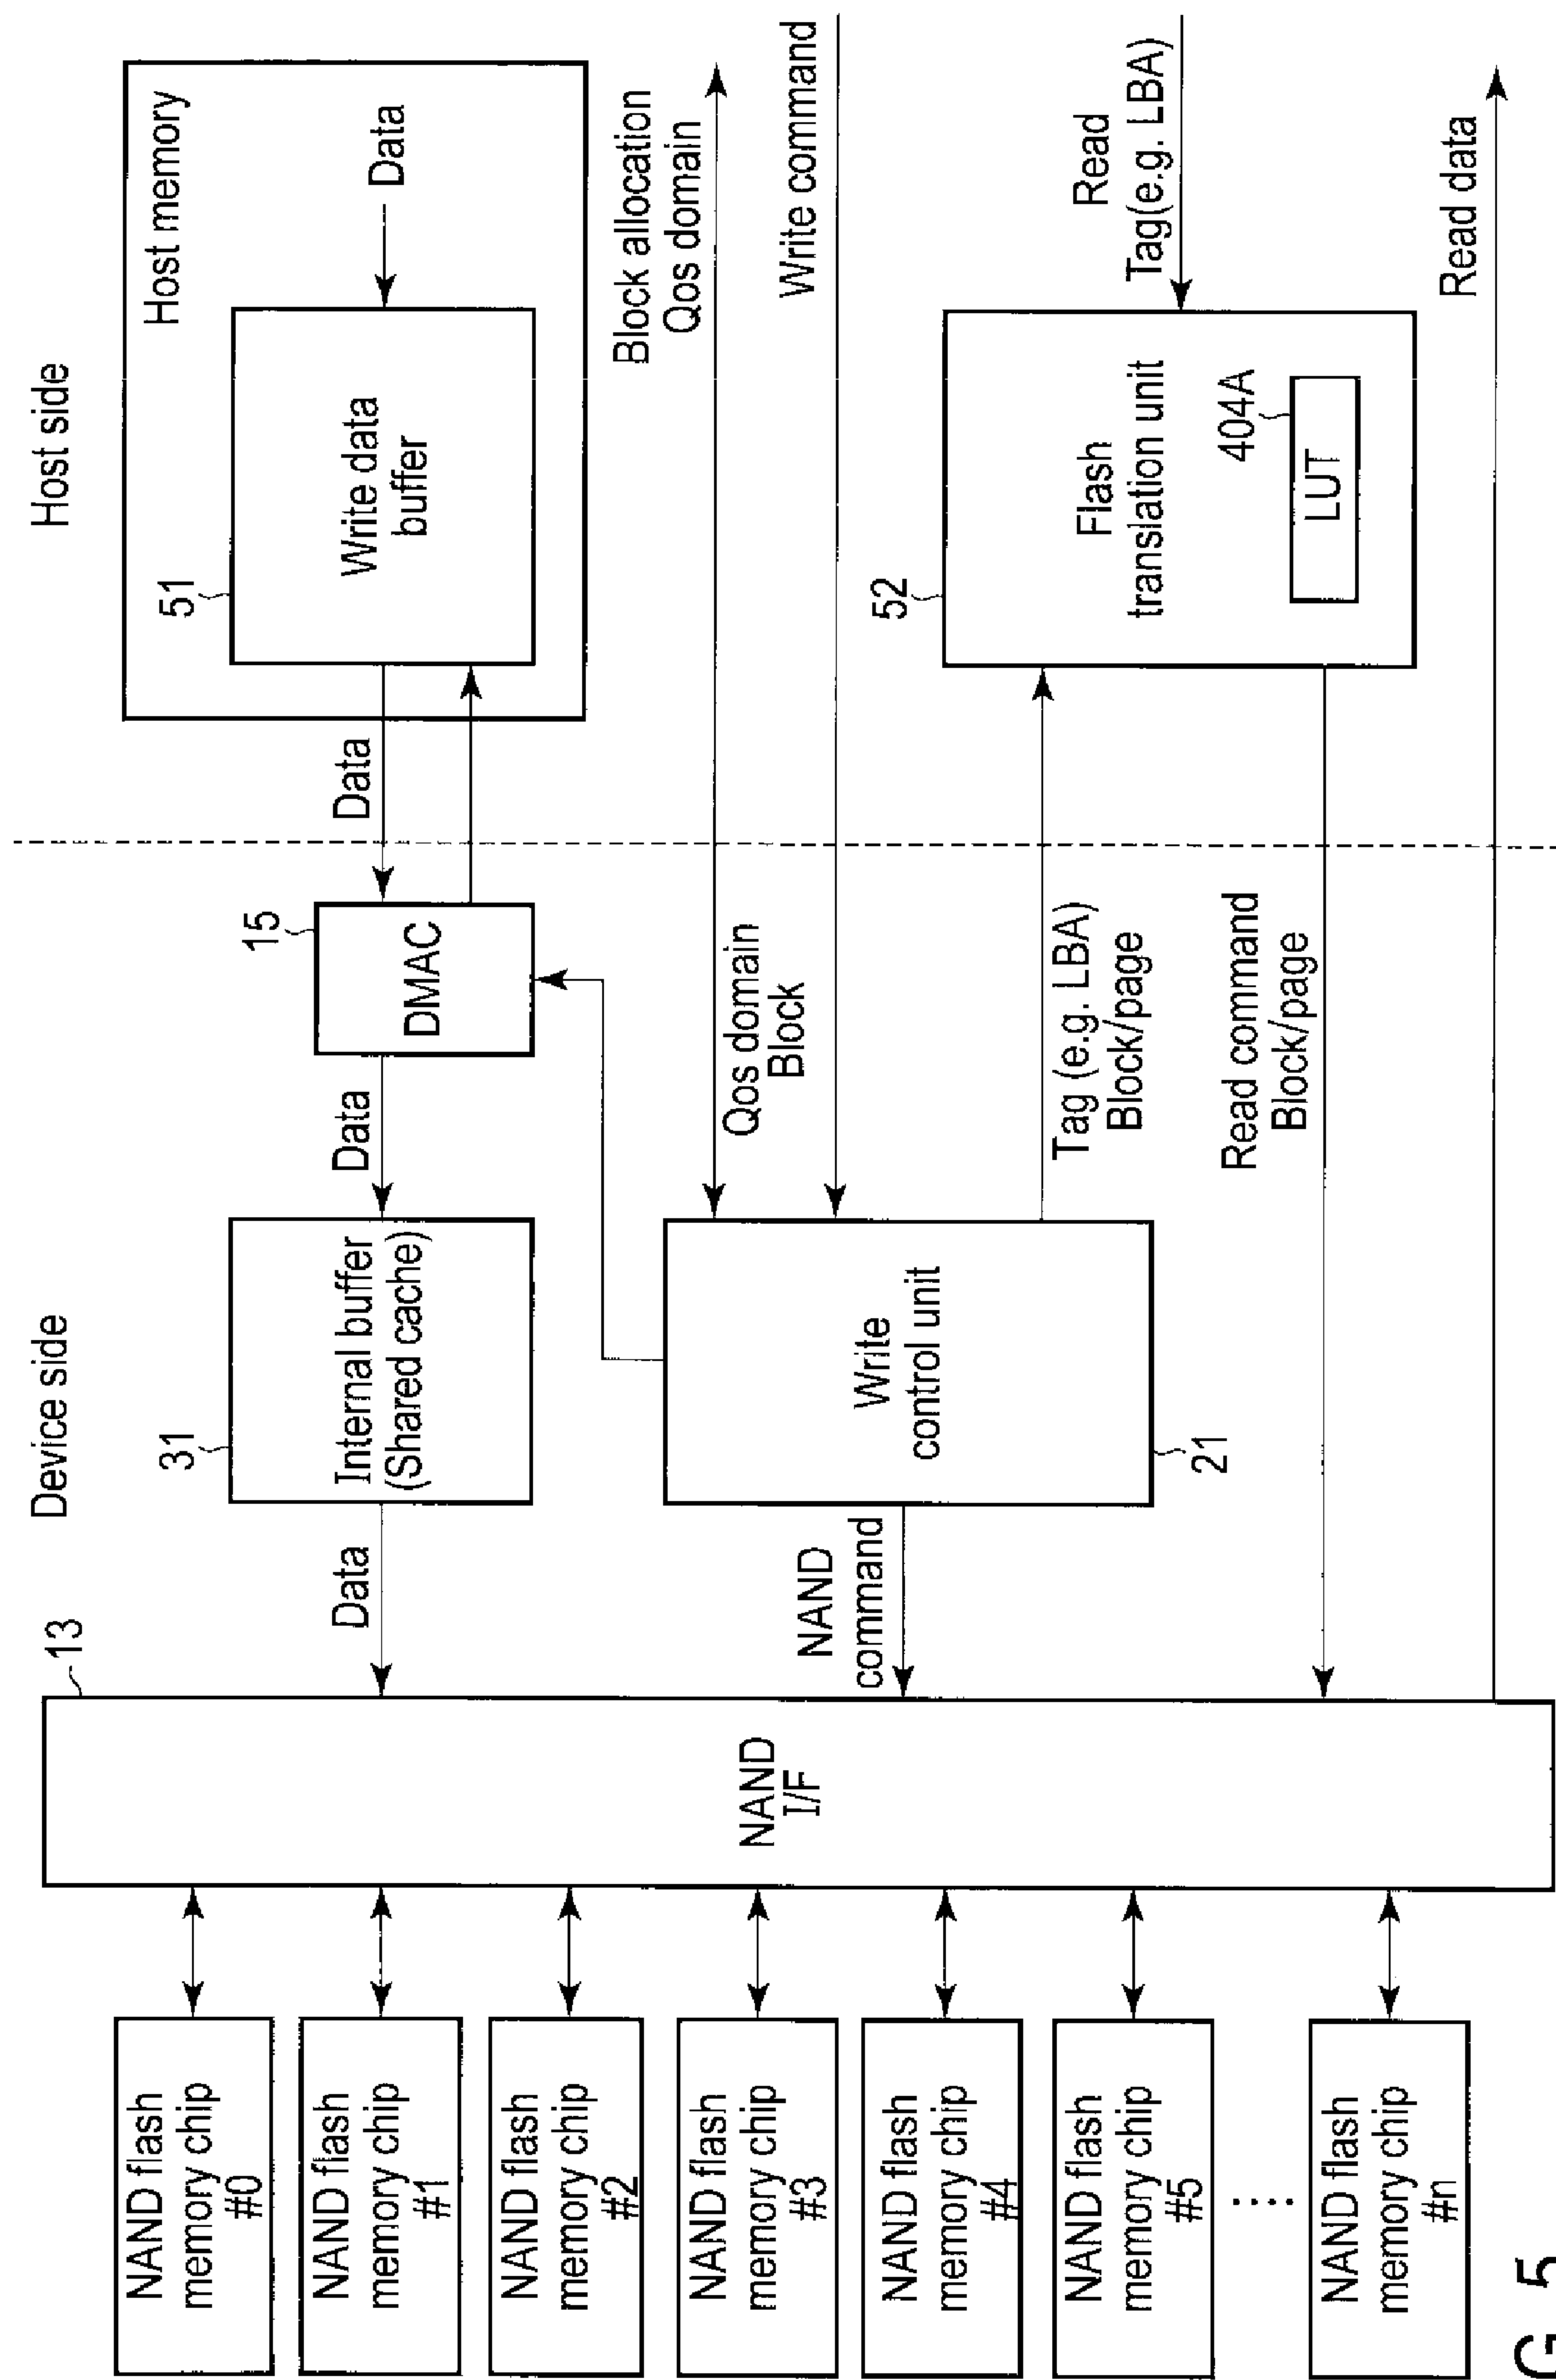 Device side
Host side
NAND flash
memory chip
#0
NAND flash
memory chip
#1
NAND flash
memory chip
#2
NAND flash
memory chip
#3
NAND flash
memory chip
#4
NAND flash
memory chip
#5
NAND flash
memory chip
#n
13
NAND
I/F
Data
NAND
command
31
Internal buffer
(Shared cache)
Write
control unit
21
Data
15
DMAC
Qos domain
Block
Tag (e.g. LBA)
Block/page
Read command
Block/page
Data
Host memory
51
Write data
buffer
Data
Block allocation
Qos domain
Write command
52
Flash
translation unit
404A
LUT
Read
Tag(e.g. LBA)
Read data
G. 5